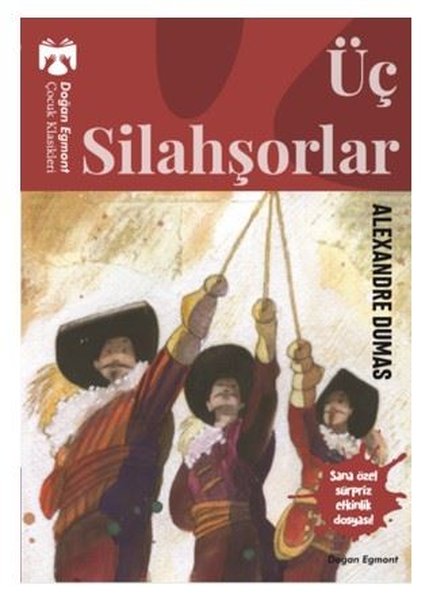 Üç
Silahşorlar
Doğan Egmont
Çocuk Klasikleri
ALEXANDRE DUMAS
Sana özel
sürpriz
etkinlik
dosyası!
Doğan Egmont